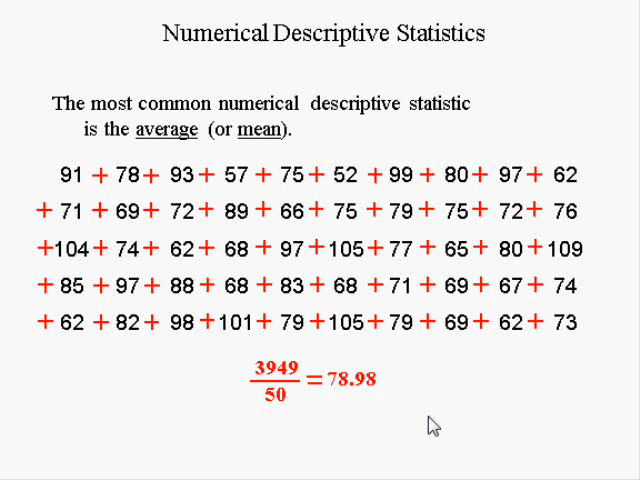 Numerical Descriptive Statistics
The most common numerical descriptive statistic
is the average (or mean).
91 + 78 + 93 + 57 + 75 + 52 + 99 + 80 + 97 + 62
+ 71 + 69 + 72 + 89 + 66 + 75 + 79 + 75 + 72 + 76
+ 104 + 74 + 62 + 68 + 97 + 105 + 77 + 65 + 80 + 109
+ 85 + 97 + 88 + 68 + 83 + 68 + 71 + 69 + 67 + 74
+ 62 + 82 + 98 + 101 + 79 + 105 + 79 + 69 + 62 + 73
3949
= 78.98
50